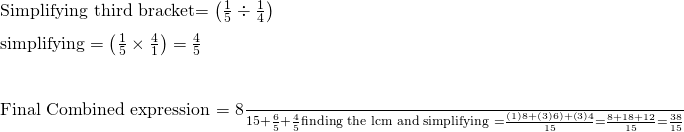 Simplifying third bracket= (1/5 ÷ 1/4)
simplifying = (1/5 × 4/1) = 4/5
Final Combined expression = 8/(15+6/5+4/5 finding the lcm and simplifying =((1)8+(3)6)+(3)4)/15=(8+18+12)/15=38/15)